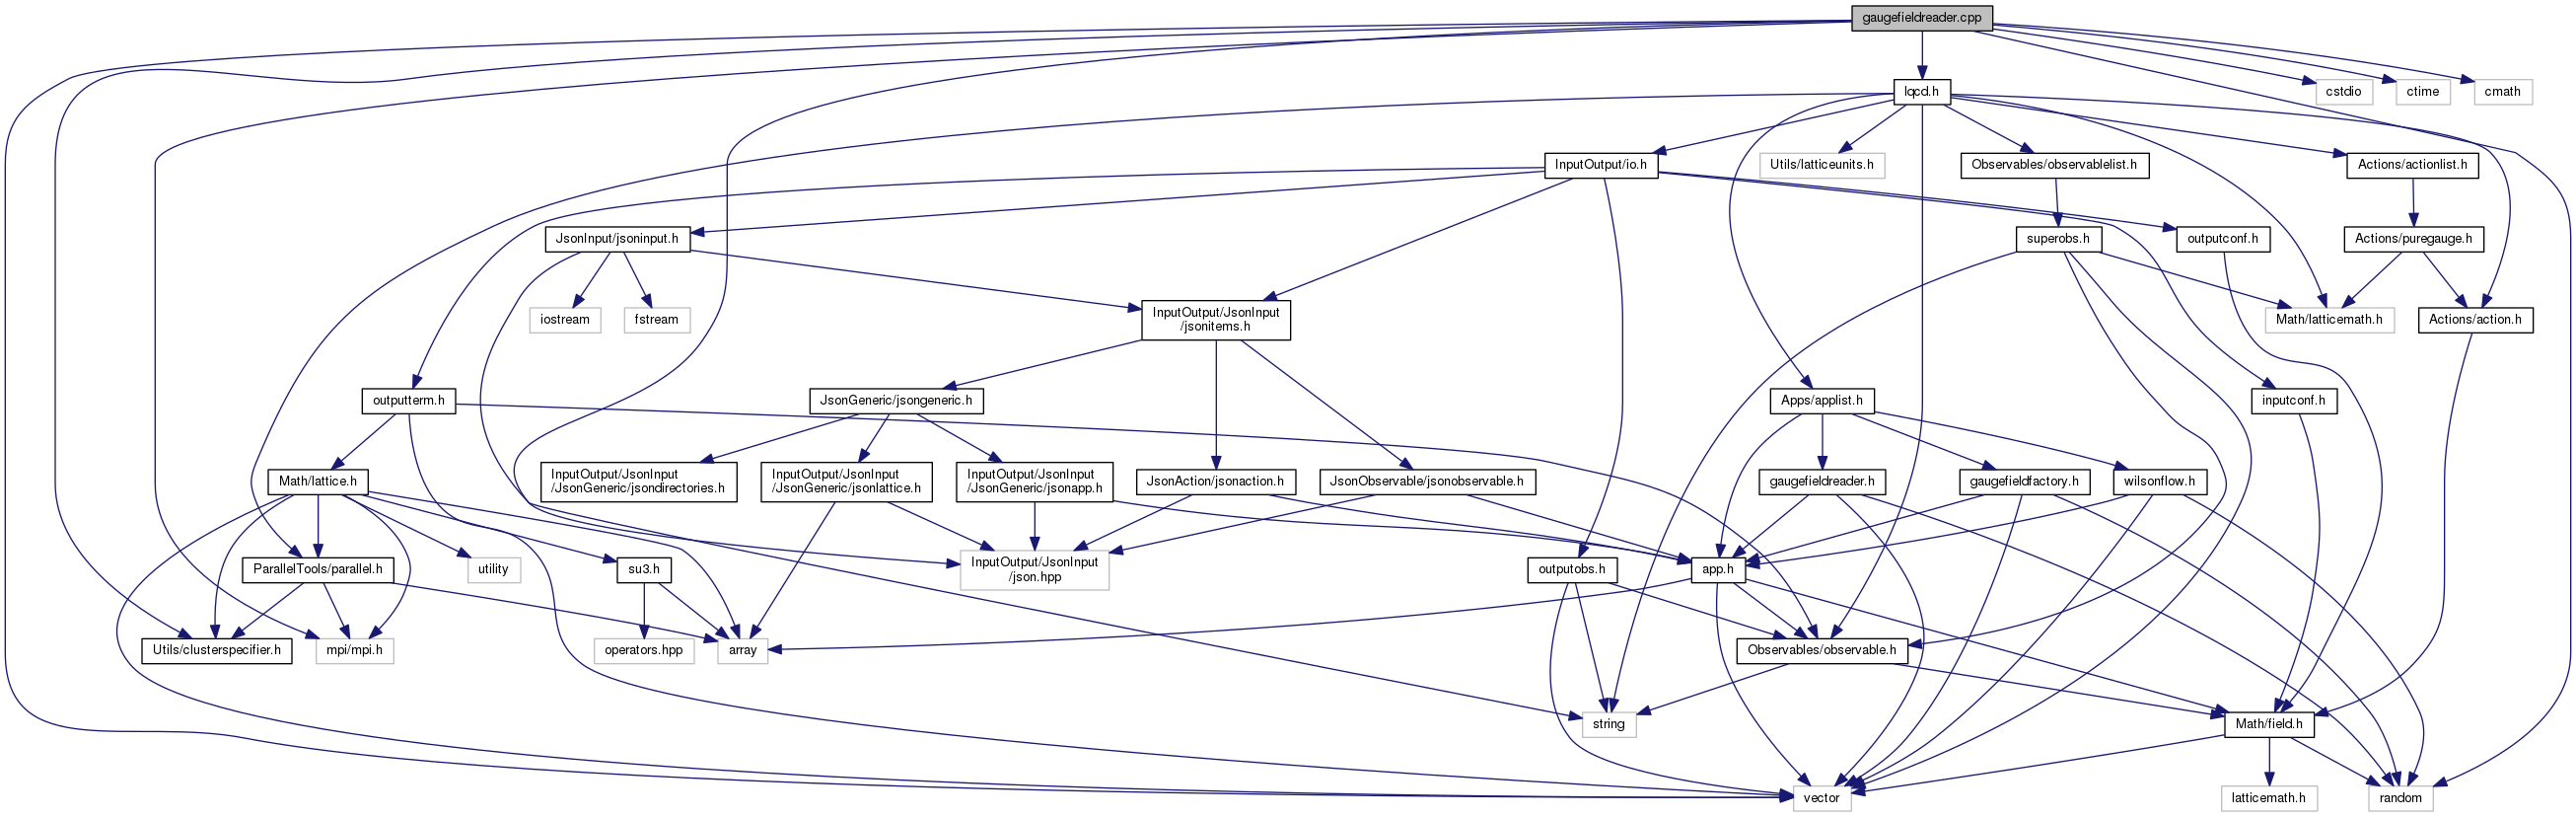 gaugefieldreader.cpp
lqcd.h
cstdio
ctime
cmath
InputOutput/io.h
Utils/latticeunits.h
Observables/observablelist.h
Actions/actionlist.h
JsonInput/jsoninput.h
superobs.h
outputconf.h
Actions/puregauge.h
iostream
fstream
InputOutput/JsonInput
/jsonitems.h
Math/latticemath.h
Actions/action.h
outputterm.h
JsonGeneric/jsongeneric.h
Apps/applist.h
inputconf.h
Math/lattice.h
InputOutput/JsonInput
/JsonGeneric/jsondirectories.h
InputOutput/JsonInput
/JsonGeneric/jsonlattice.h
InputOutput/JsonInput
/JsonGeneric/jsonapp.h
JsonAction/jsonaction.h
JsonObservable/jsonobservable.h
gaugefieldreader.h
gaugefieldfactory.h
wilsonflow.h
ParallelTools/parallel.h
utility
su3.h
InputOutput/JsonInput
/json.hpp
outputobs.h
app.h
Utils/clusterspecifier.h
mpi/mpi.h
operators.hpp
array
Observables/observable.h
string
Math/field.h
vector
latticemath.h
random